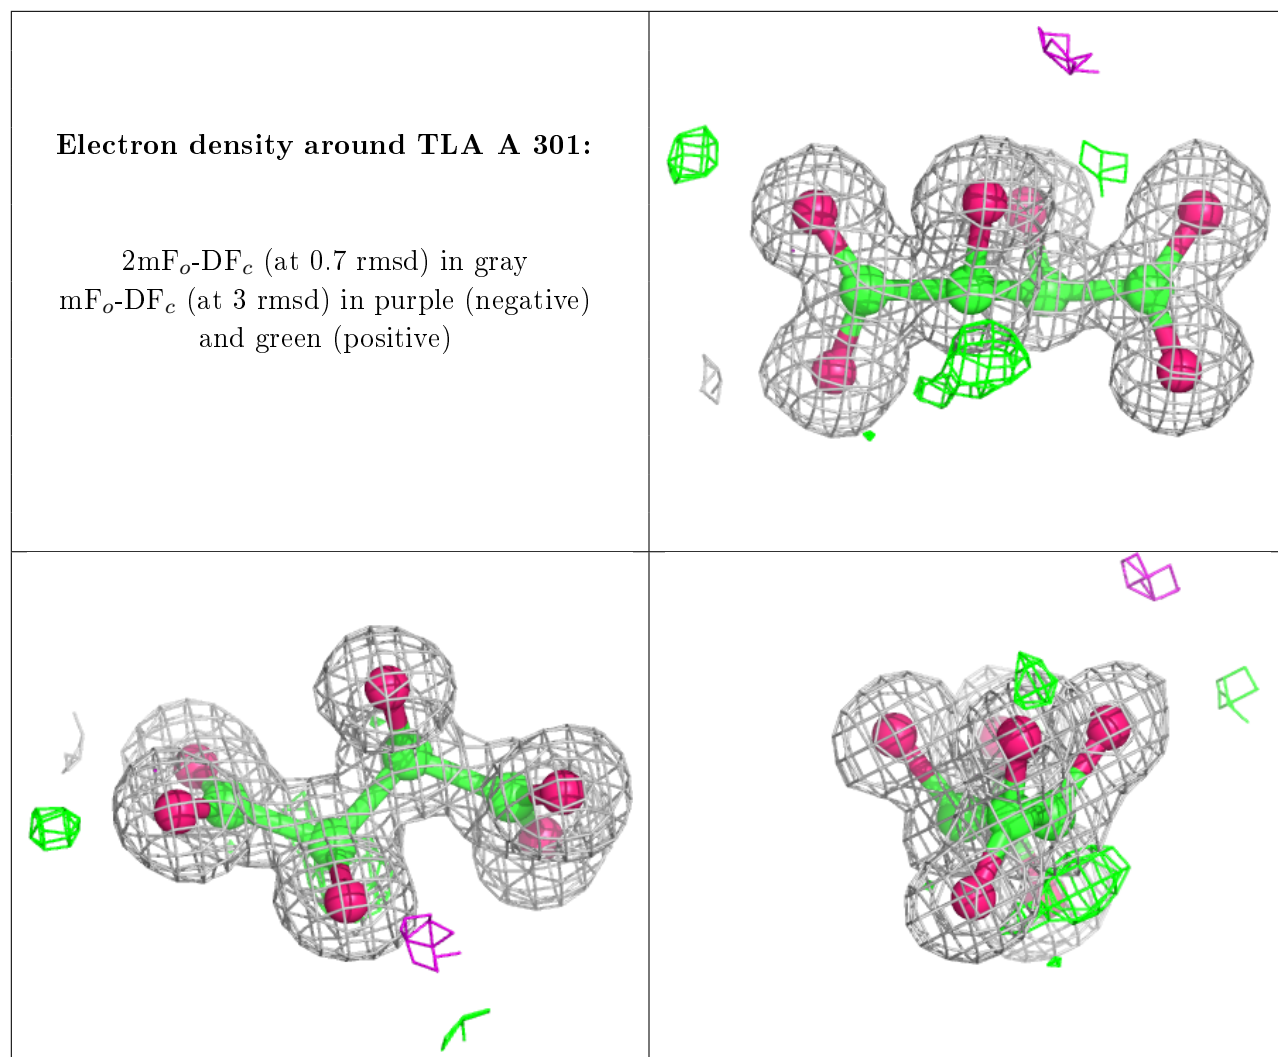 Electron density around TLA A 301:
2mFₒ-DF𝒸 (at 0.7 rmsd) in gray
mFₒ-DF𝒸 (at 3 rmsd) in purple (negative)
and green (positive)